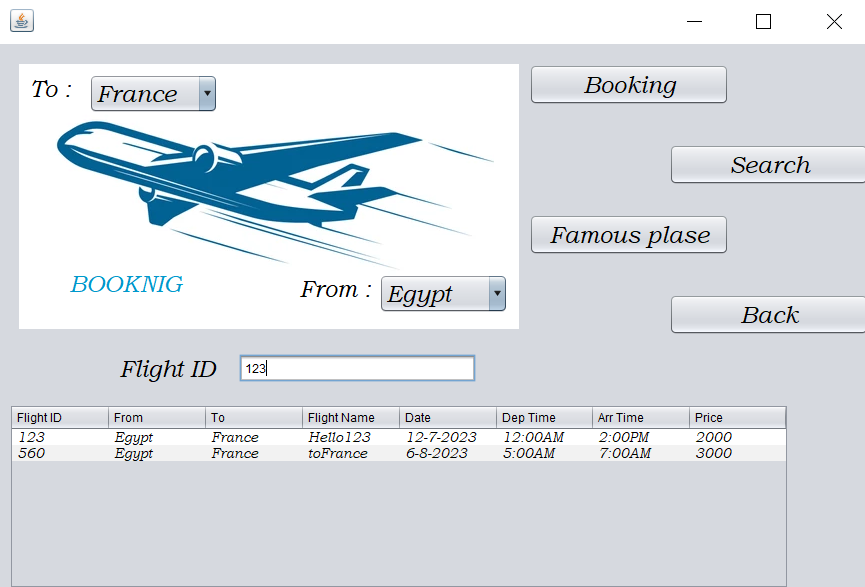 To : France
Booking
Search
Famous plase
BOOKNIG
From : Egypt
Back
Flight ID 123
Flight ID From To Flight Name Date Dep Time Arr Time Price
123 Egypt France Hello123 12-7-2023 12:00AM 2:00PM 2000
560 Egypt France toFrance 6-8-2023 5:00AM 7:00AM 3000